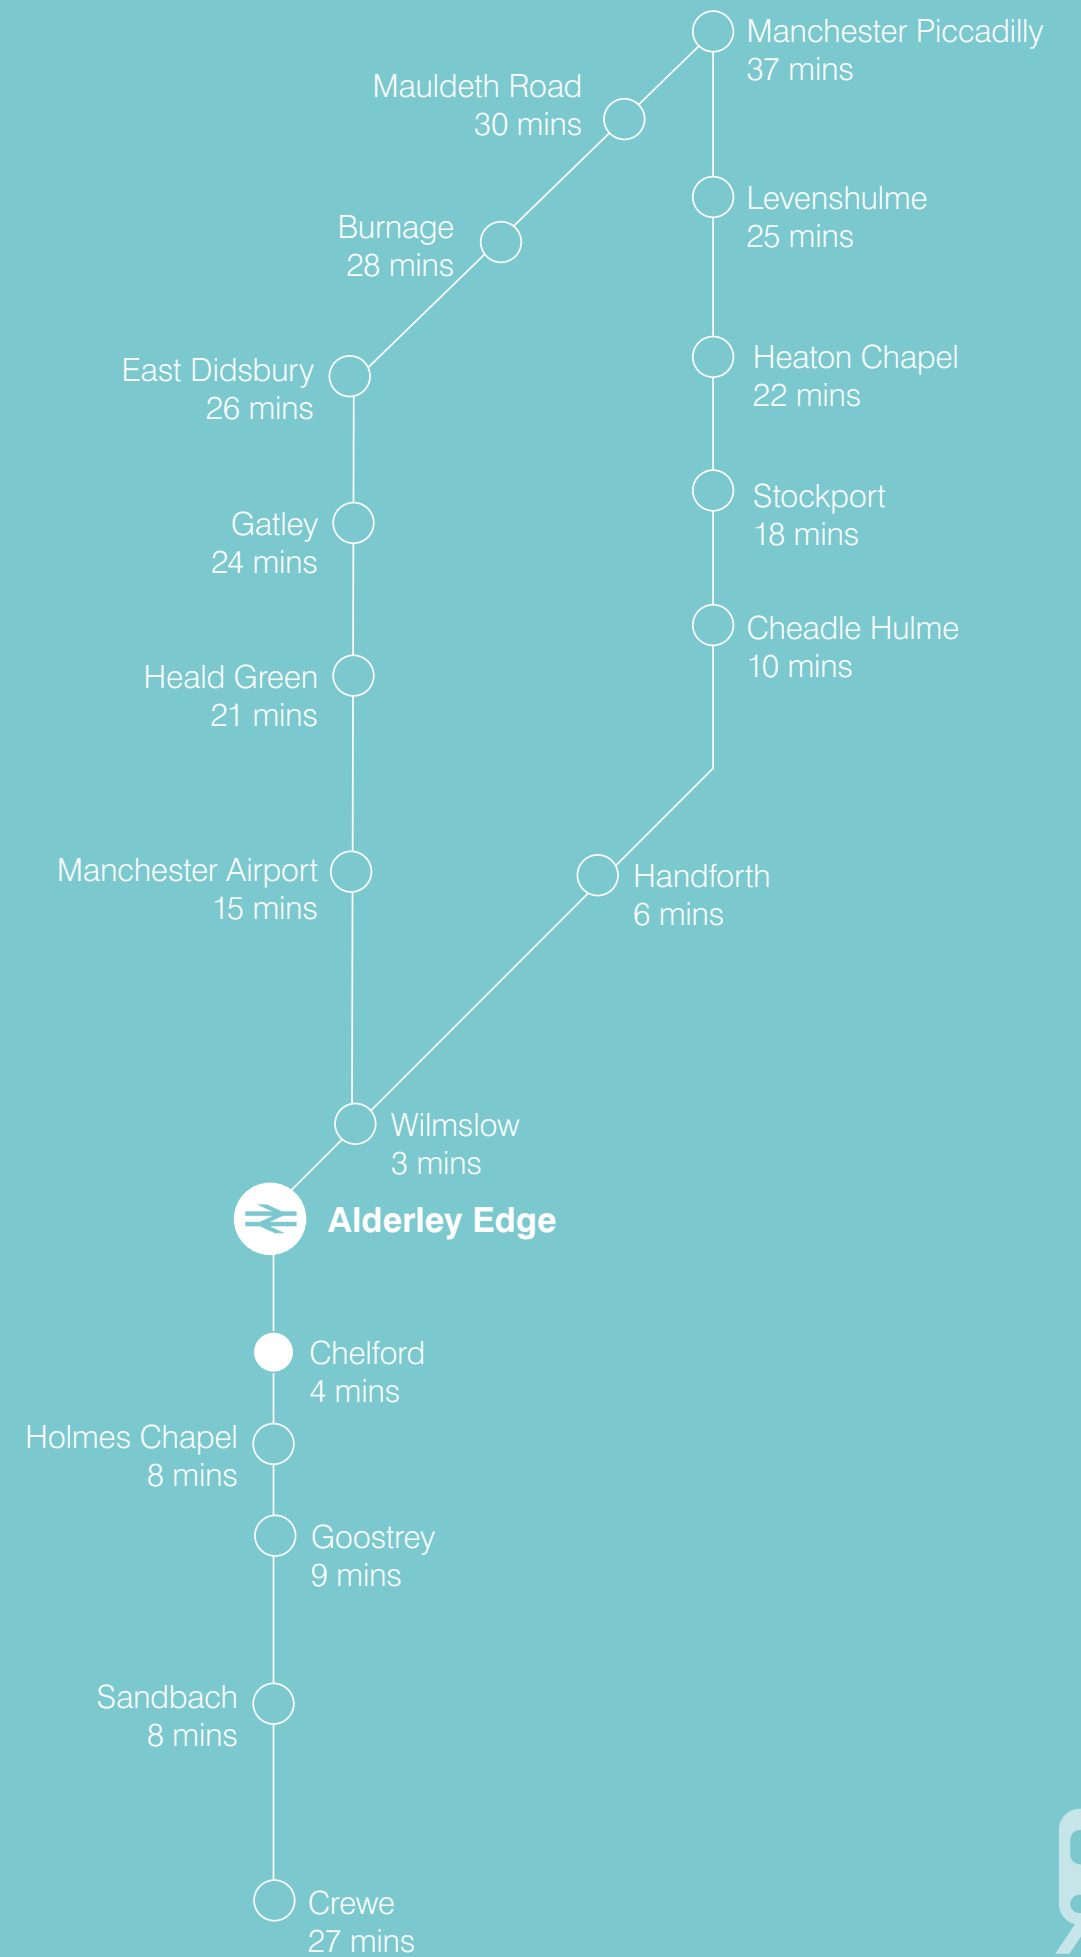 Manchester Piccadilly
37 mins
Mauldeth Road
30 mins
Levenshulme
25 mins
Burnage
28 mins
Heaton Chapel
22 mins
East Didsbury
26 mins
Stockport
18 mins
Gatley
24 mins
Cheadle Hulme
10 mins
Heald Green
21 mins
Manchester Airport
15 mins
Handforth
6 mins
Wilmslow
3 mins
Alderley Edge
Chelford
4 mins
Holmes Chapel
8 mins
Goostrey
9 mins
Sandbach
8 mins
Crewe
27 mins